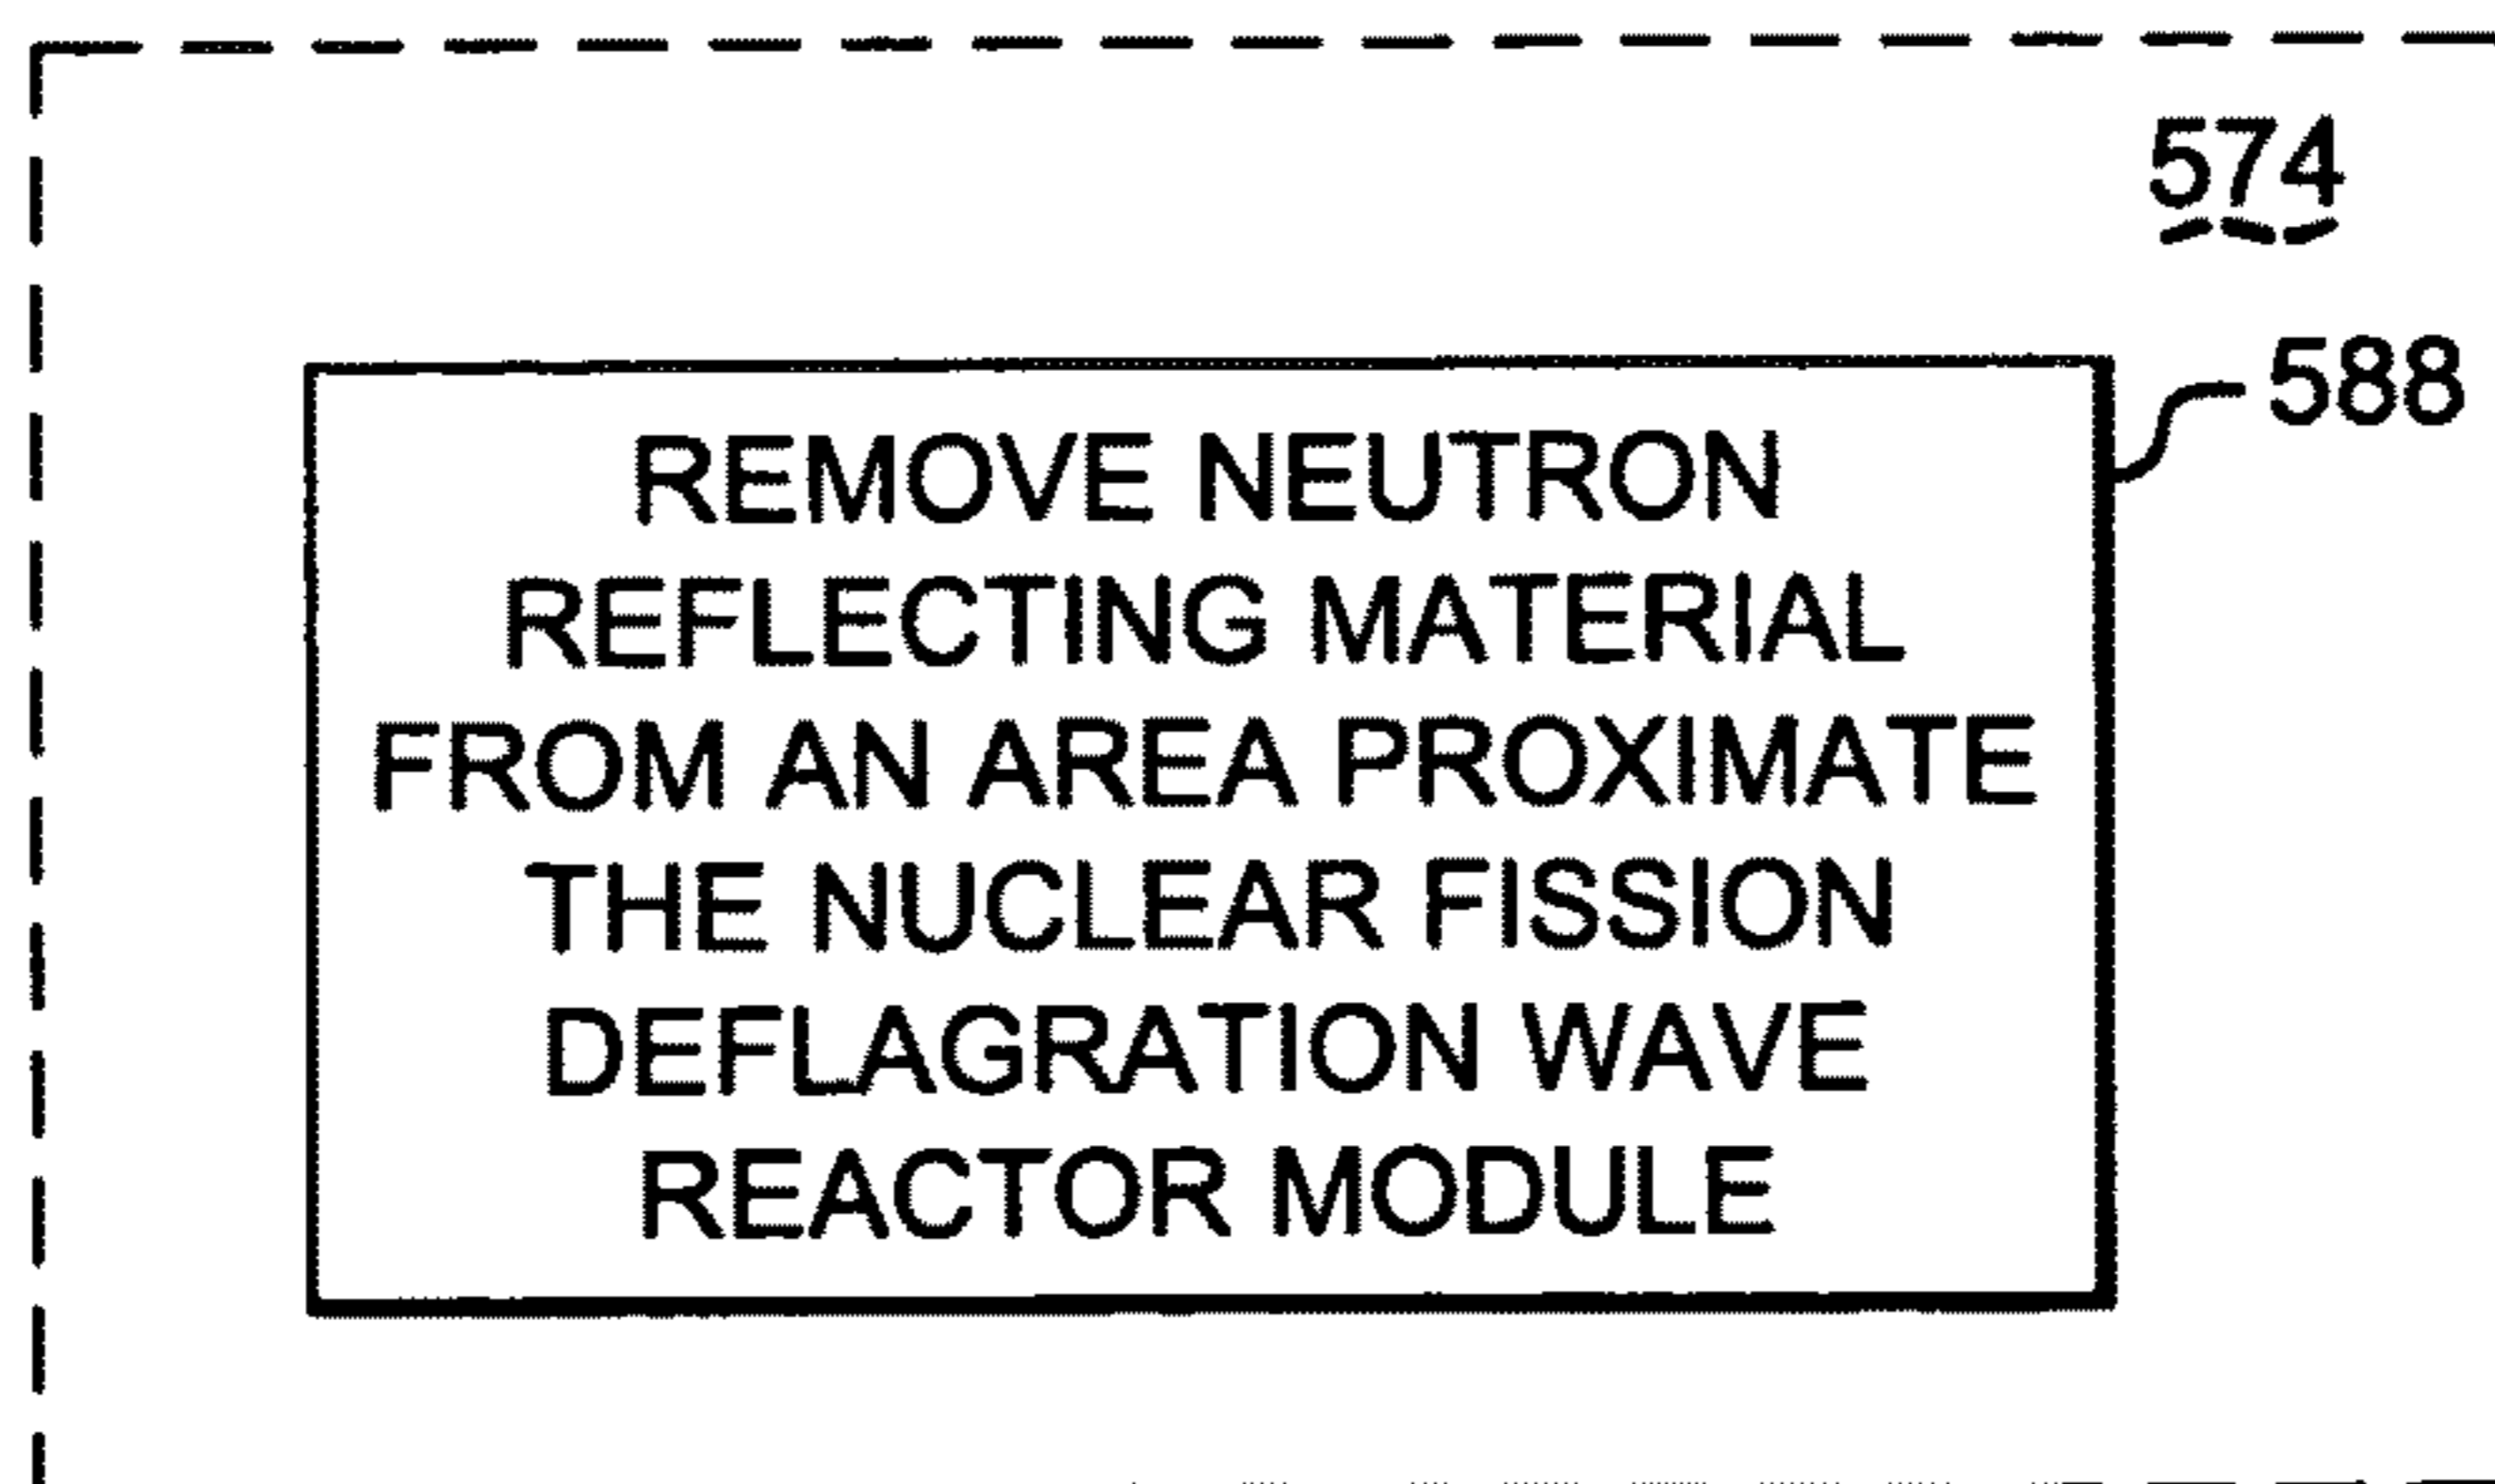 574
588
REMOVE NEUTRON
REFLECTING MATERIAL
FROM AN AREA PROXIMATE
THE NUCLEAR FISSION
DEFLAGRATION WAVE
REACTOR MODULE